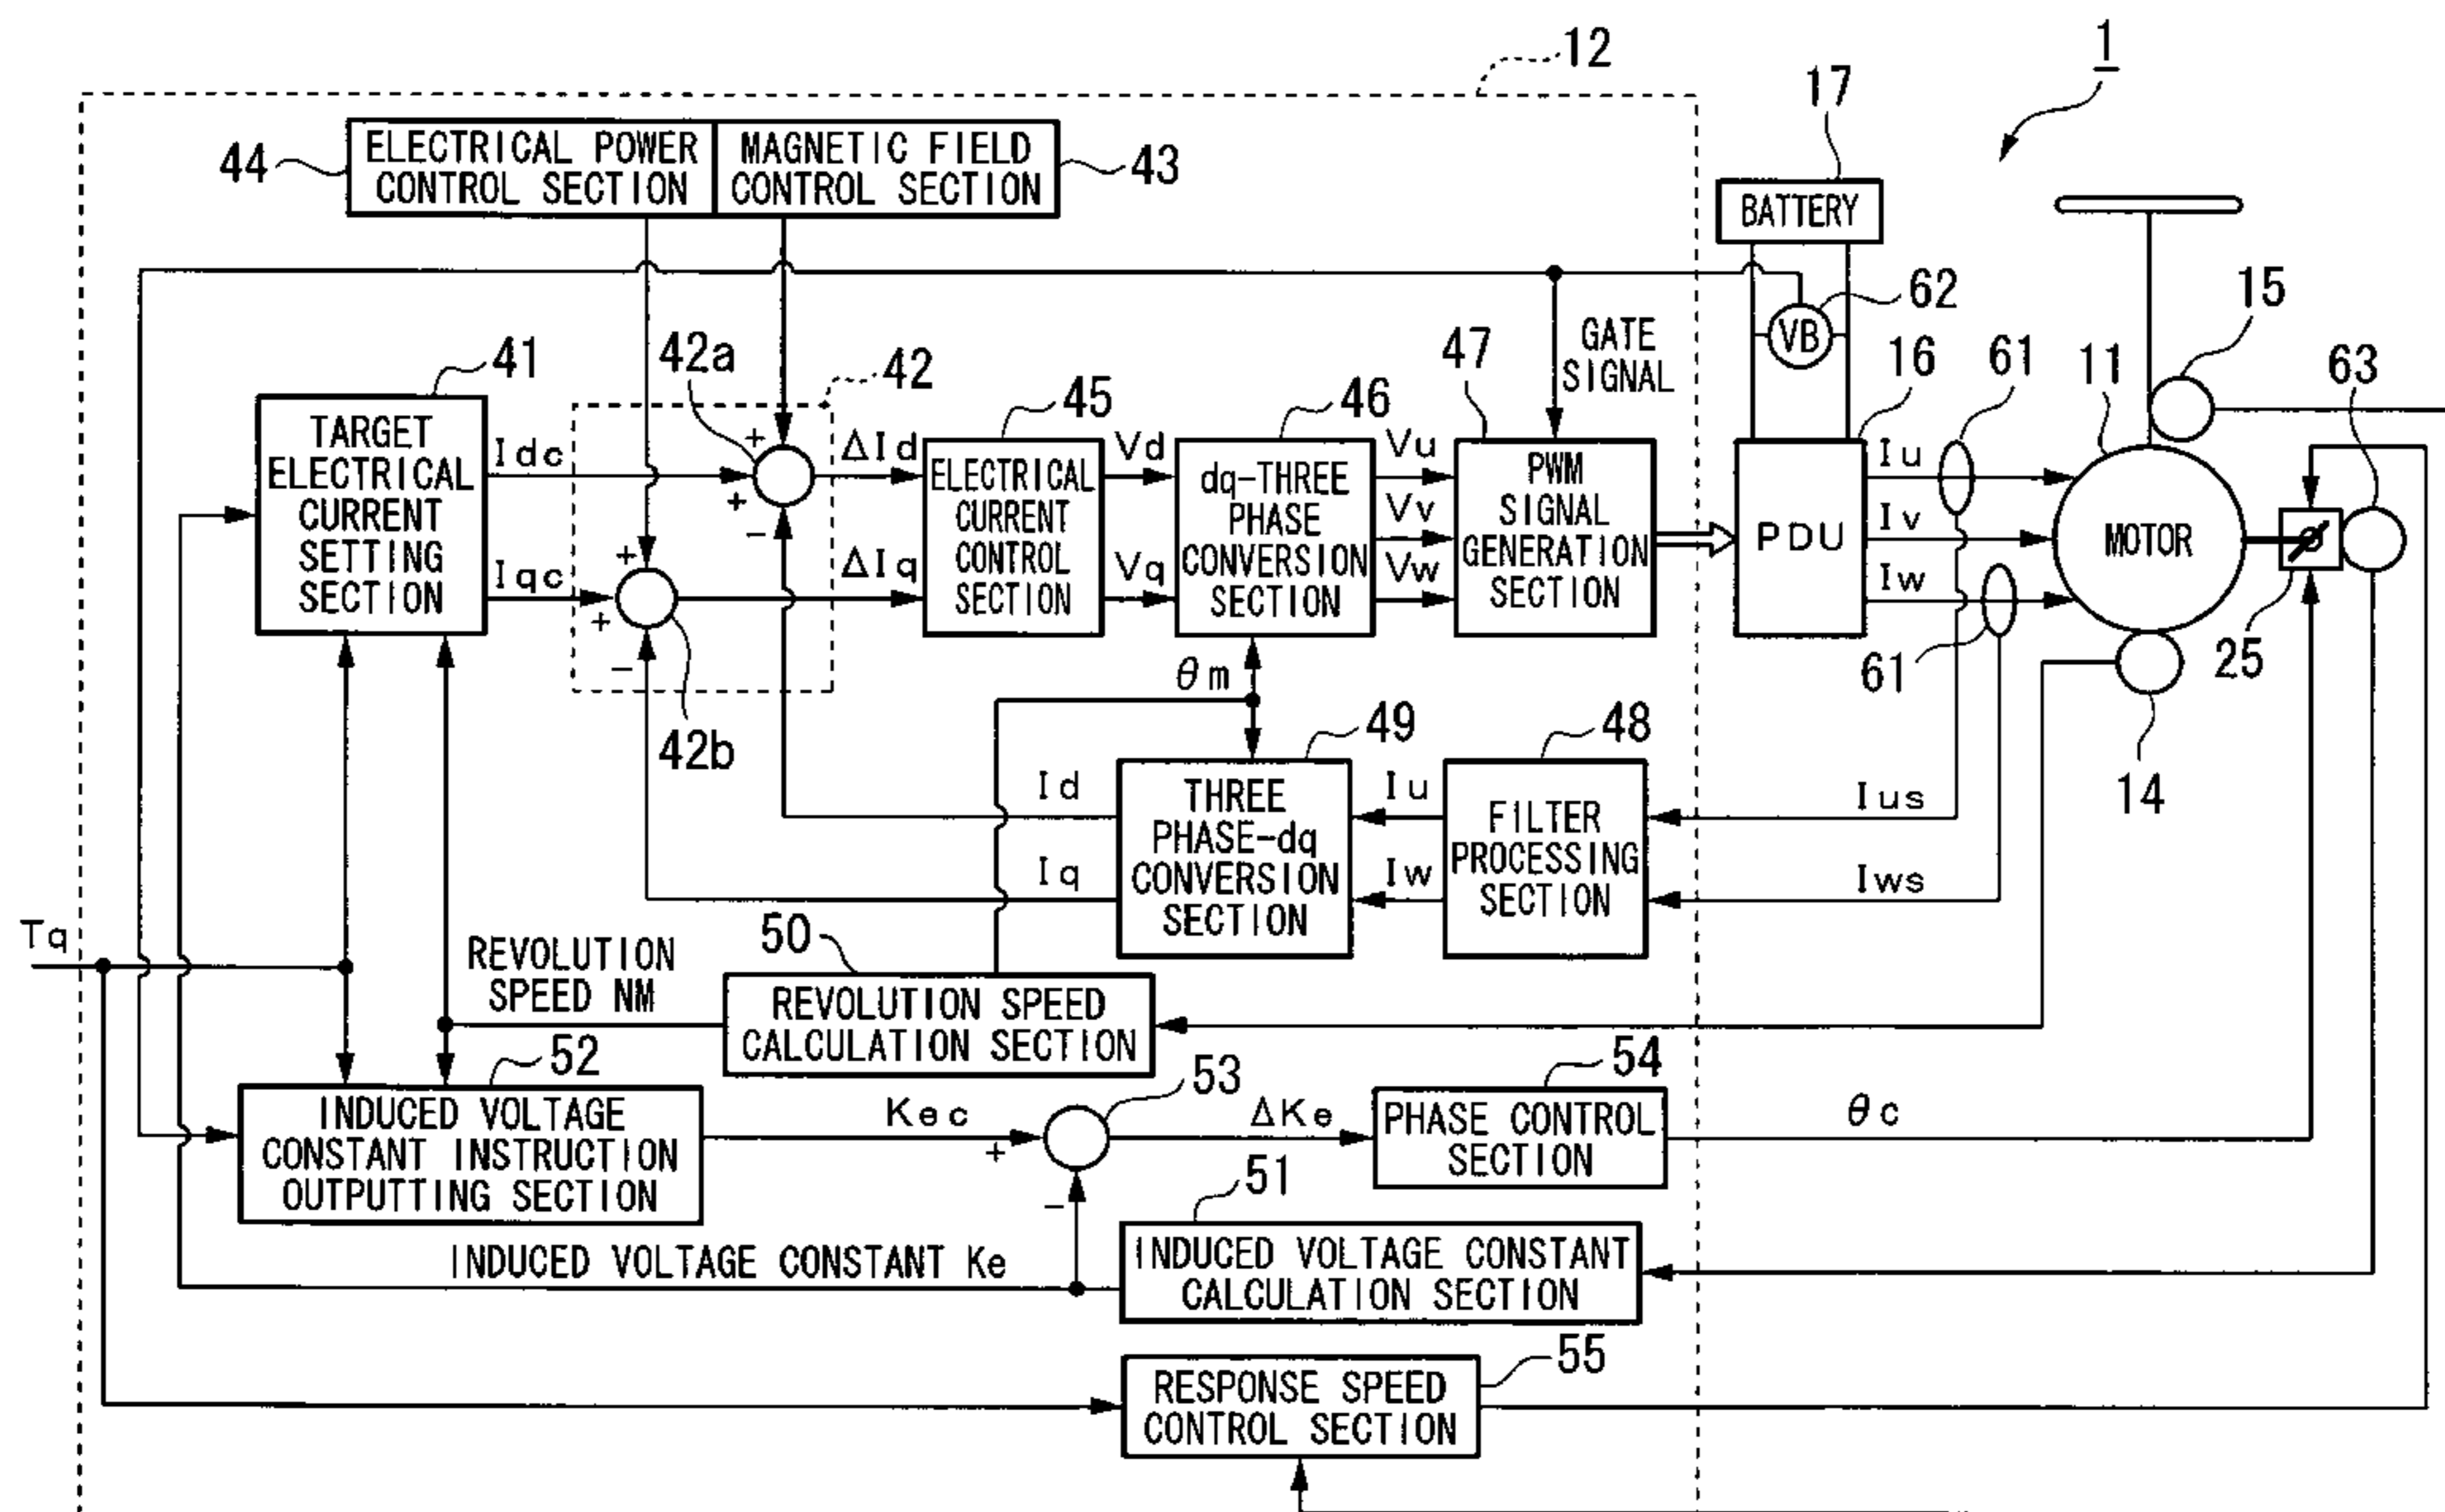 12
1
17
44
ELECTRICAL POWER
CONTROL SECTION
MAGNETIC FIELD
CONTROL SECTION
43
BATTERY
62
VB
15
GATE
SIGNAL
41
42a
42
45
46
47
16
61
11
63
TARGET
ELECTRICAL
CURRENT
SETTING
SECTION
Idc
Iqc
+
+
−
+
+
−
42b
ΔId
ΔIq
ELECTRICAL
CURRENT
CONTROL
SECTION
Vd
Vq
dq-THREE
PHASE
CONVERSION
SECTION
Vu
Vv
Vw
PWM
SIGNAL
GENERATION
SECTION
PDU
Iu
Iv
Iw
MOTOR
61
25
14
θm
49
48
Id
Iq
THREE
PHASE-dq
CONVERSION
SECTION
Iu
Iw
FILTER
PROCESSING
SECTION
Ius
Iws
Tq
REVOLUTION
SPEED NM
50
REVOLUTION SPEED
CALCULATION SECTION
52
INDUCED VOLTAGE
CONSTANT INSTRUCTION
OUTPUTTING SECTION
Kec
+
−
53
ΔKe
54
PHASE CONTROL
SECTION
θc
51
INDUCED VOLTAGE CONSTANT
CALCULATION SECTION
INDUCED VOLTAGE CONSTANT Ke
55
RESPONSE SPEED
CONTROL SECTION